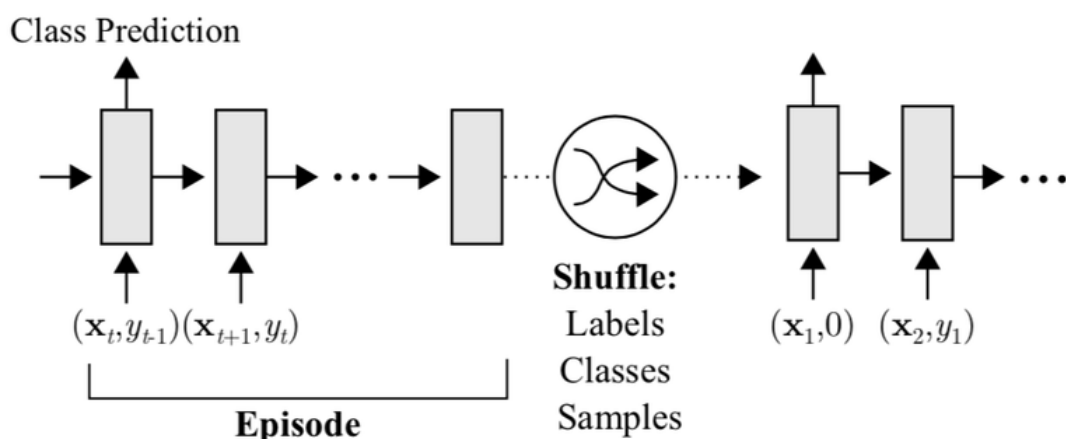 Class Prediction
(x_t,y_{t-1})(x_{t+1},y_t)
Episode
Shuffle:
Labels
Classes
Samples
(x_1,0) (x_2,y_1)